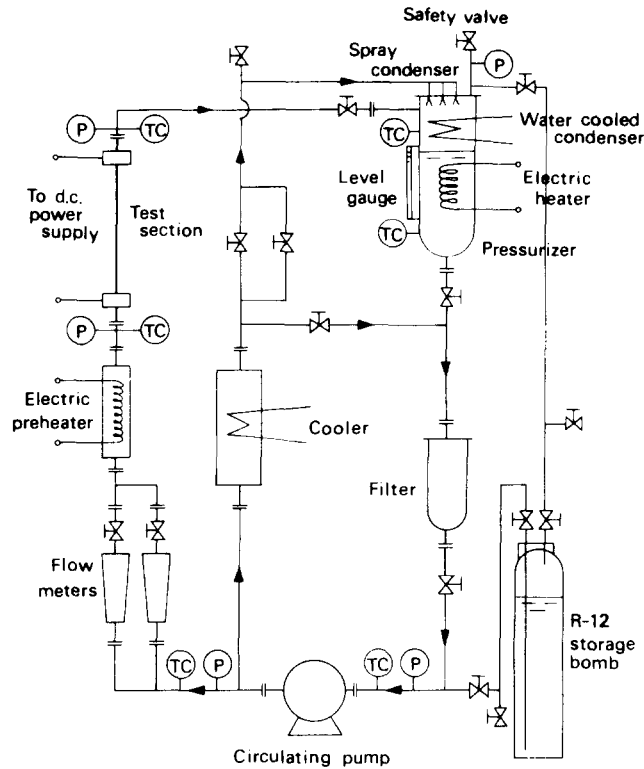 Safety valve
Spray
condenser
P
P
TC
TC
Water cooled
condenser
To d.c.
power
supply
Test
section
Level
gauge
Electric
heater
TC
Pressurizer
P
TC
Electric
preheater
Cooler
Filter
Flow
meters
R-12
storage
bomb
TC
P
TC
P
Circulating pump